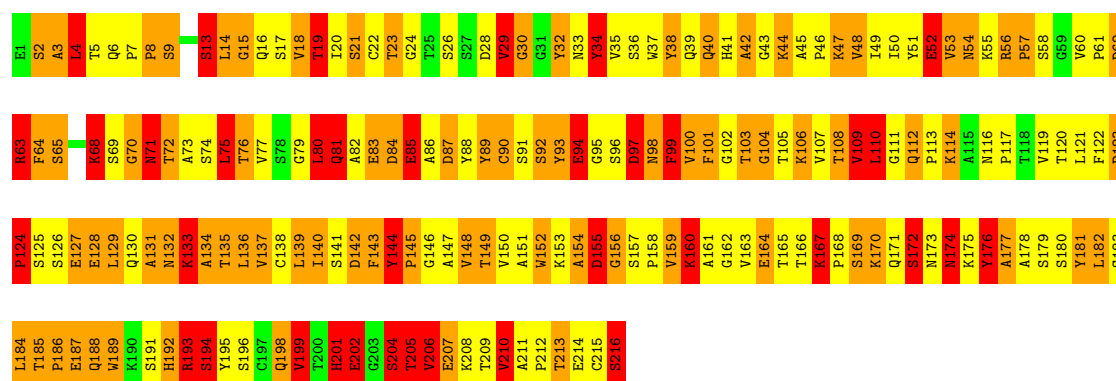 E1 S2 A3 L4 T5 Q6 P7 P8 S9 S13 L14 G15 Q16 S17 V18 T19 I20 S21 C22 T23 G24 T25 S26 S27 D28 V29 G30 G31 Y32 N33 Y34 V35 S36 W37 Y38 Q39 Q40 H41 A42 G43 K44 A45 P46 K47 V48 I49 I50 Y51 E52 V53 N54 K55 R56 P57 S58 G59 V60 P61
R63 F64 S65 K68 S69 G70 N71 T72 A73 S74 L75 T76 V77 S78 G79 L80 Q81 A82 E83 D84 E85 A86 D87 Y88 Y89 C90 S91 S92 Y93 E94 G95 S96 D97 N98 F99 V100 F101 G102 T103 G104 T105 K106 V107 T108 V109 L110 G111 Q112 P113 K114 A115 N116 P117 T118 V119 T120 L121 F122
P124 S125 S126 E127 E128 L129 Q130 A131 N132 K133 A134 T135 L136 V137 C138 L139 I140 S141 D142 F143 Y144 P145 G146 A147 V148 T149 V150 A151 W152 K153 A154 D155 G156 S157 P158 V159 K160 A161 G162 V163 E164 T165 T166 K167 P168 S169 K170 Q171 S172 N173 N174 K175 Y176 A177 A178 S179 S180 Y181 L182
L184 T185 P186 E187 Q188 W189 K190 S191 H192 R193 S194 Y195 S196 C197 Q198 V199 T200 H201 E202 G203 S204 T205 V206 E207 K208 T209 V210 A211 P212 T213 E214 C215 S216